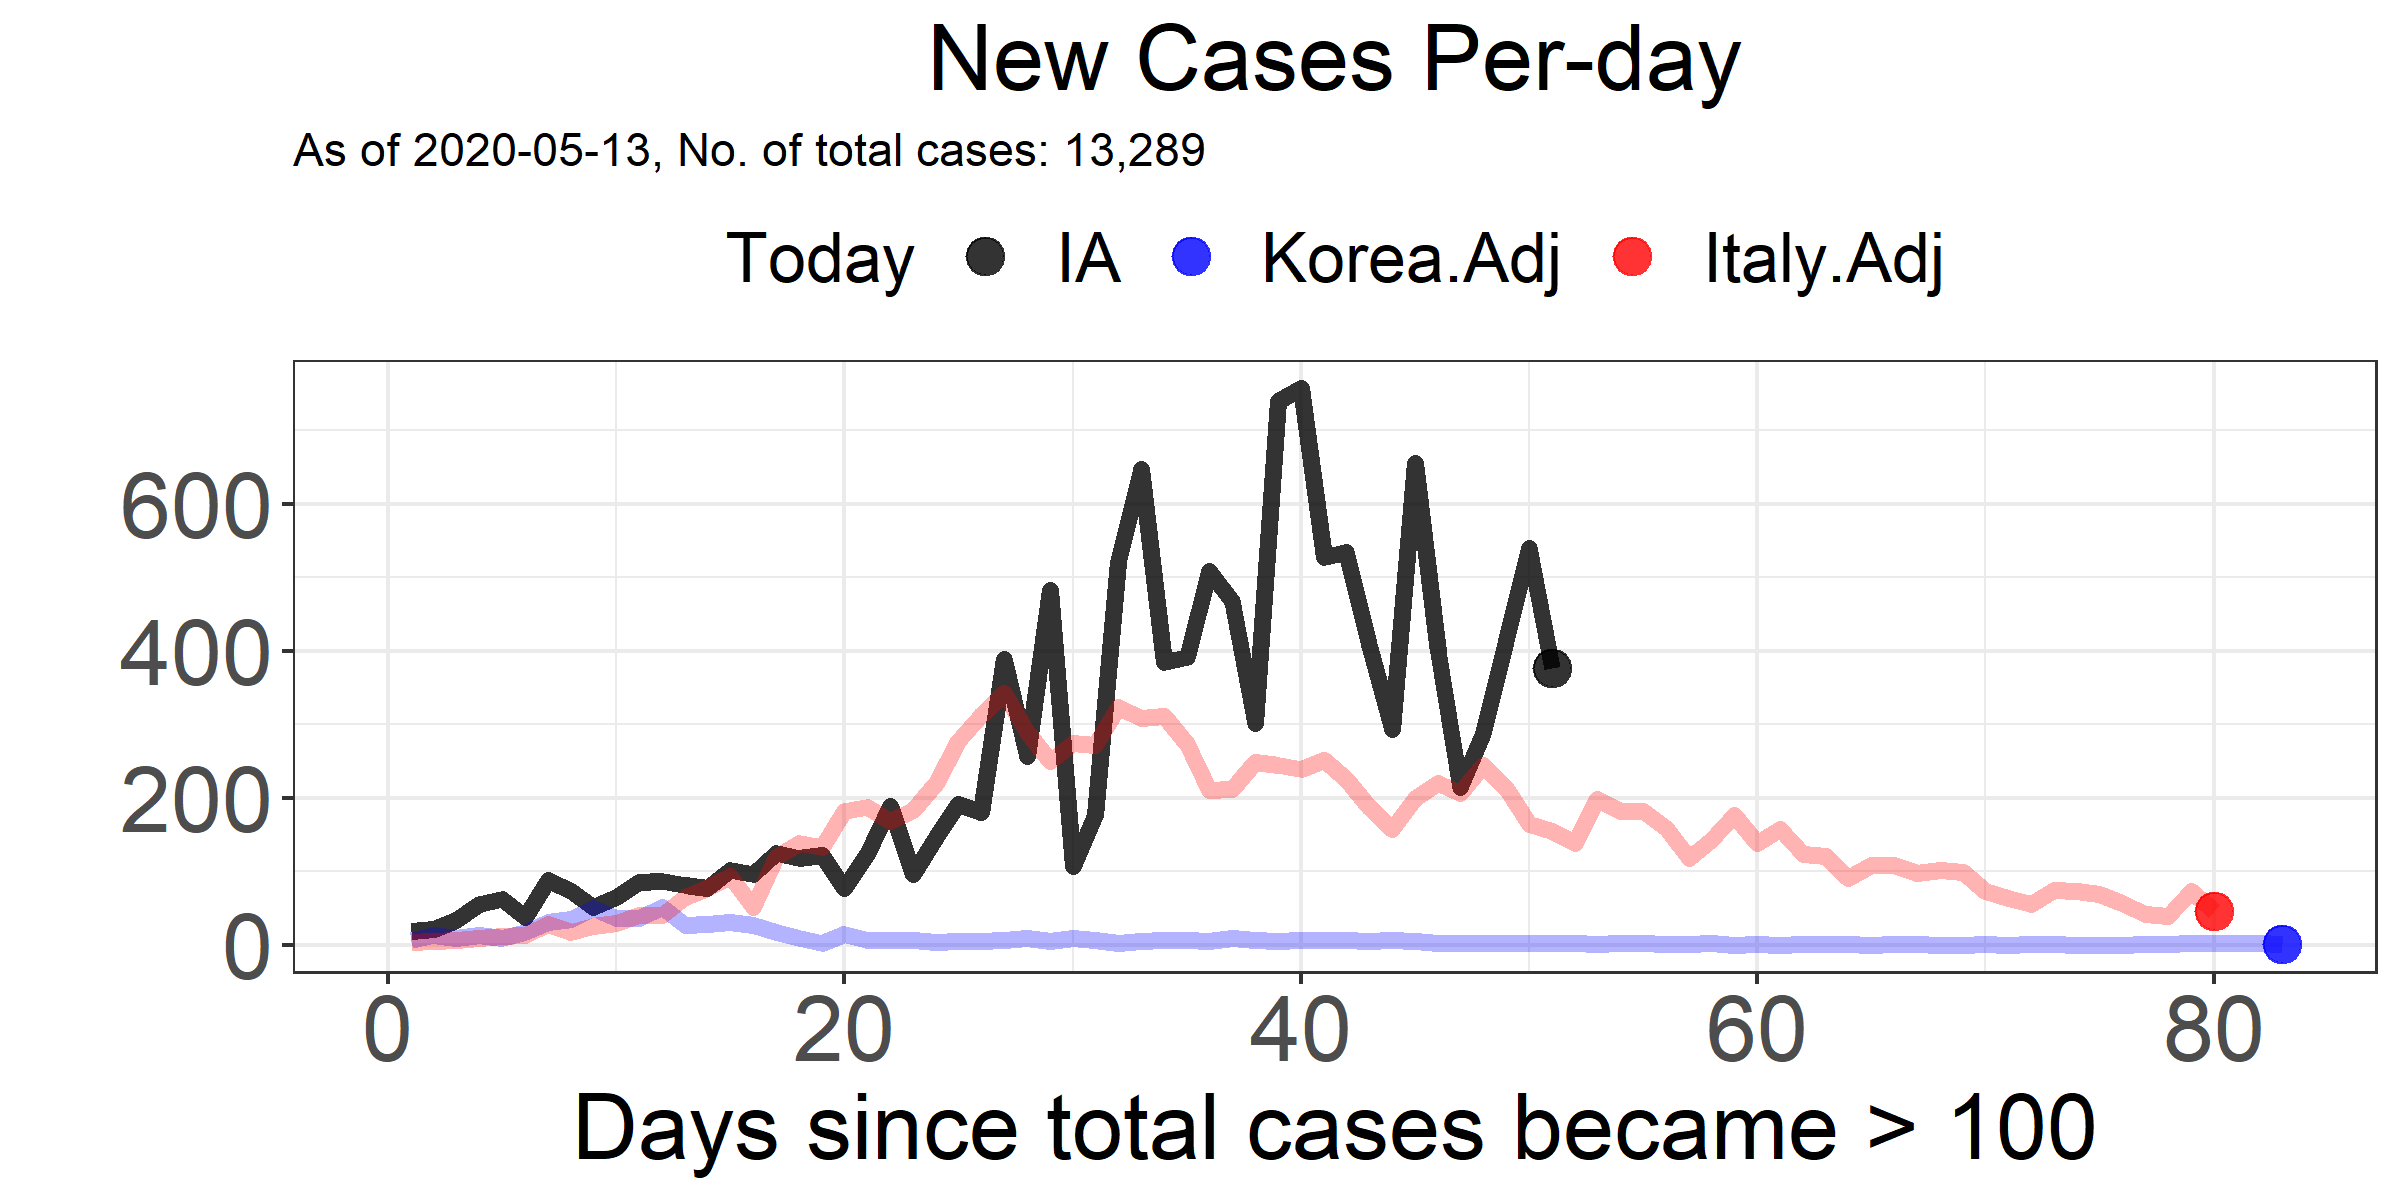 New Cases Per-day
As of 2020-05-13, No. of total cases: 13,289
Today IA Korea.Adj Italy.Adj
600
400
200
0
0 20 40 60 80
Days since total cases became > 100